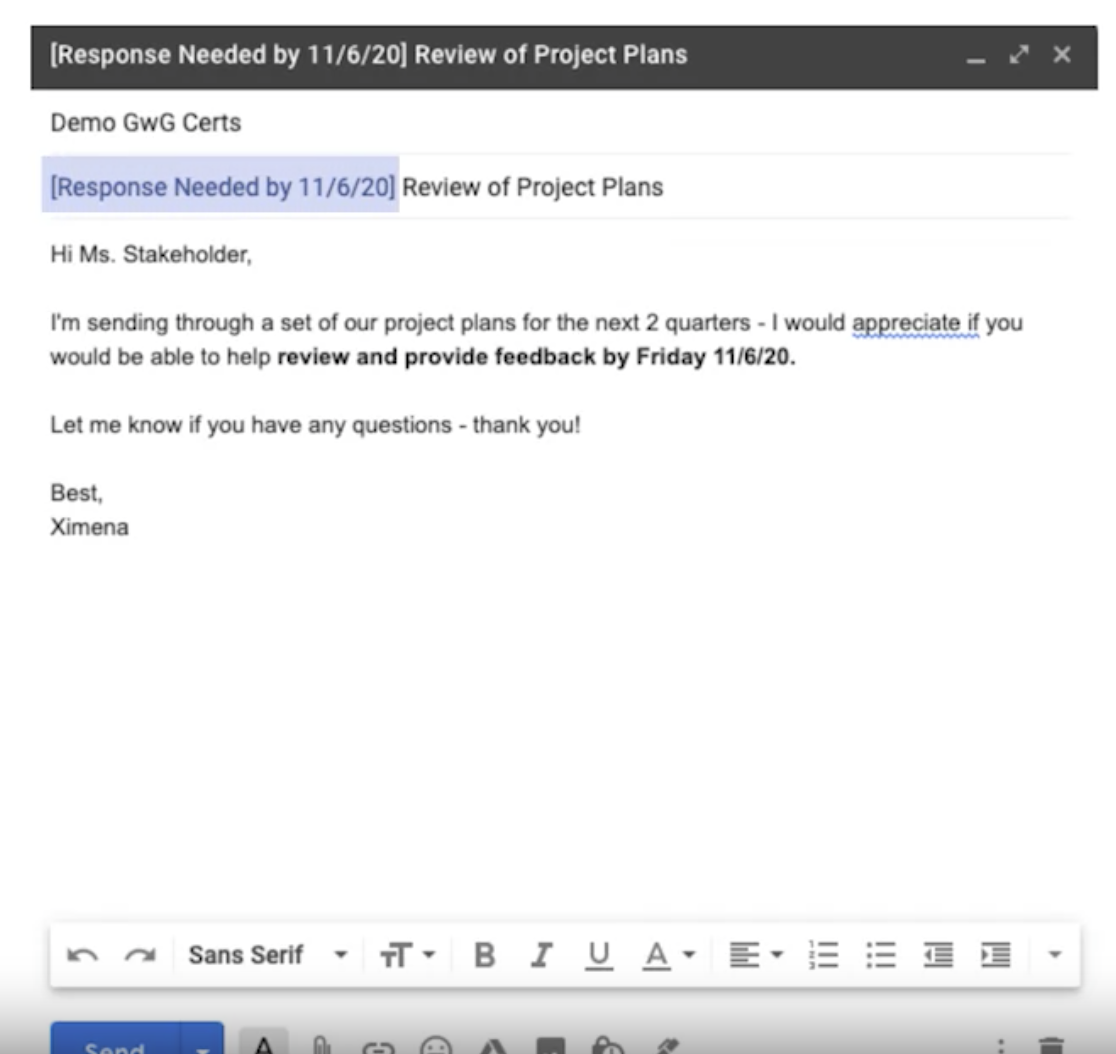 [Response Needed by 11/6/20] Review of Project Plans
Demo GwG Certs
[Response Needed by 11/6/20] Review of Project Plans
Hi Ms. Stakeholder,
I'm sending through a set of our project plans for the next 2 quarters - I would appreciate if you
would be able to help review and provide feedback by Friday 11/6/20.
Let me know if you have any questions - thank you!
Best,
Ximena
Sans Serif
Send